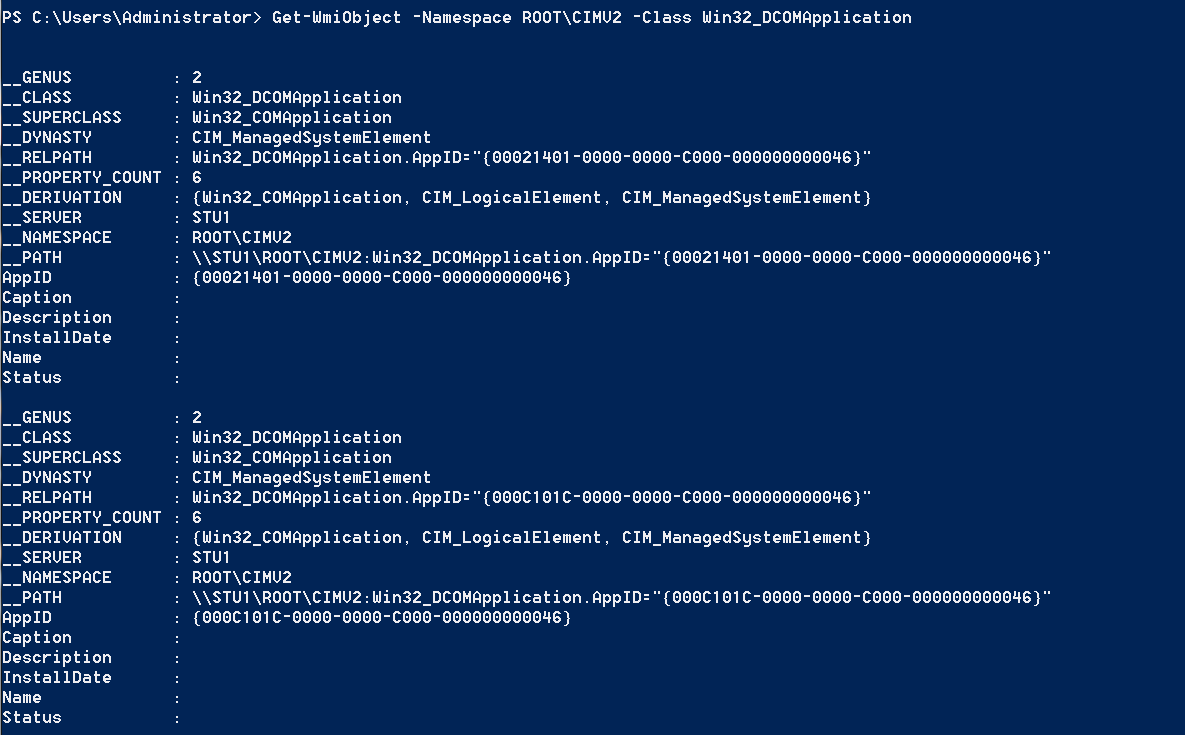 PS C:\Users\Administrator> Get-WmiObject -Namespace ROOT\CIMV2 -Class Win32_DCOMApplication
__GENUS          : 2
__CLASS          : Win32_DCOMApplication
__SUPERCLASS     : Win32_COMApplication
__DYNASTY        : CIM_ManagedSystemElement
__RELPATH        : Win32_DCOMApplication.AppID="{00021401-0000-0000-C000-000000000046}"
__PROPERTY_COUNT : 6
__DERIVATION     : {Win32_COMApplication, CIM_LogicalElement, CIM_ManagedSystemElement}
__SERVER         : STU1
__NAMESPACE      : ROOT\CIMV2
__PATH           : \\STU1\ROOT\CIMV2:Win32_DCOMApplication.AppID="{00021401-0000-0000-C000-000000000046}"
AppID            : {00021401-0000-0000-C000-000000000046}
Caption          :
Description      :
InstallDate      :
Name             :
Status           :
__GENUS          : 2
__CLASS          : Win32_DCOMApplication
__SUPERCLASS     : Win32_COMApplication
__DYNASTY        : CIM_ManagedSystemElement
__RELPATH        : Win32_DCOMApplication.AppID="{000C101C-0000-0000-C000-000000000046}"
__PROPERTY_COUNT : 6
__DERIVATION     : {Win32_COMApplication, CIM_LogicalElement, CIM_ManagedSystemElement}
__SERVER         : STU1
__NAMESPACE      : ROOT\CIMV2
__PATH           : \\STU1\ROOT\CIMV2:Win32_DCOMApplication.AppID="{000C101C-0000-0000-C000-000000000046}"
AppID            : {000C101C-0000-0000-C000-000000000046}
Caption          :
Description      :
InstallDate      :
Name             :
Status           :